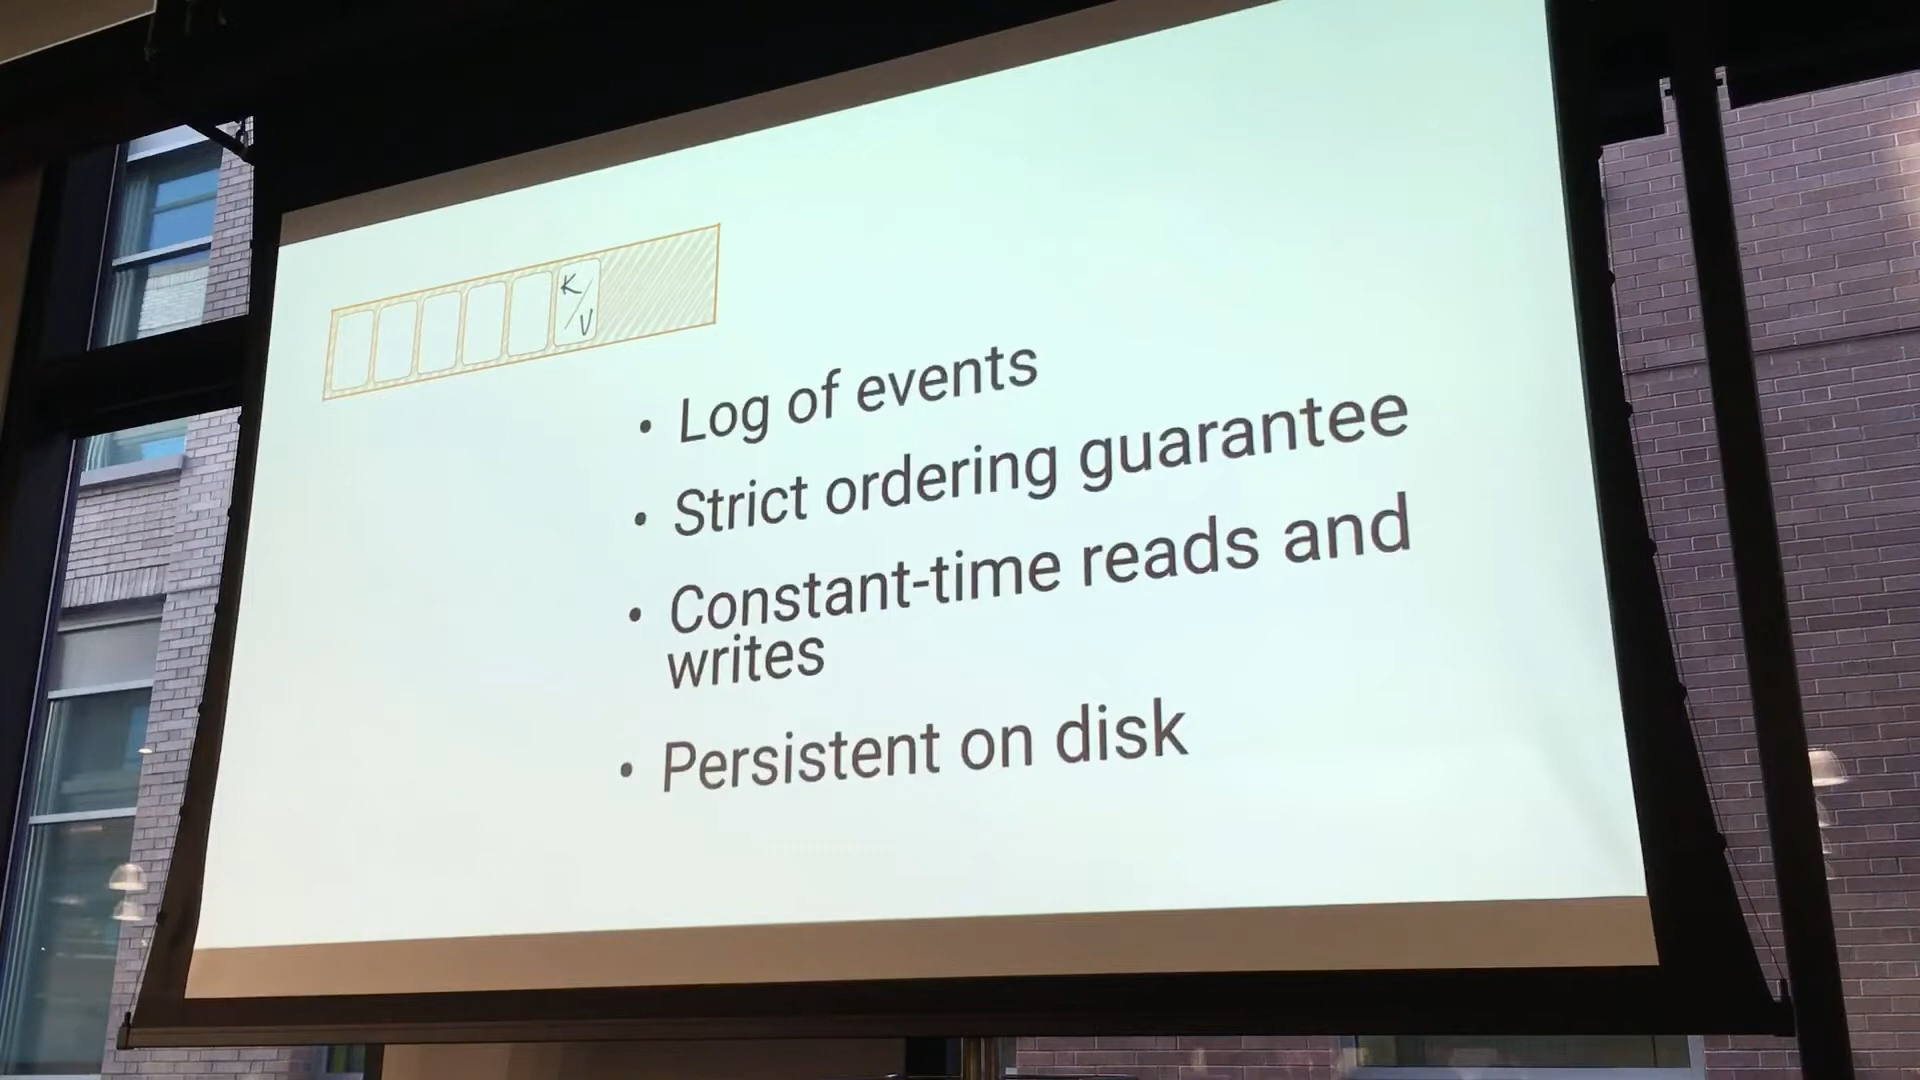 K/V
• Log of events
• Strict ordering guarantee
• Constant-time reads and
writes
• Persistent on disk